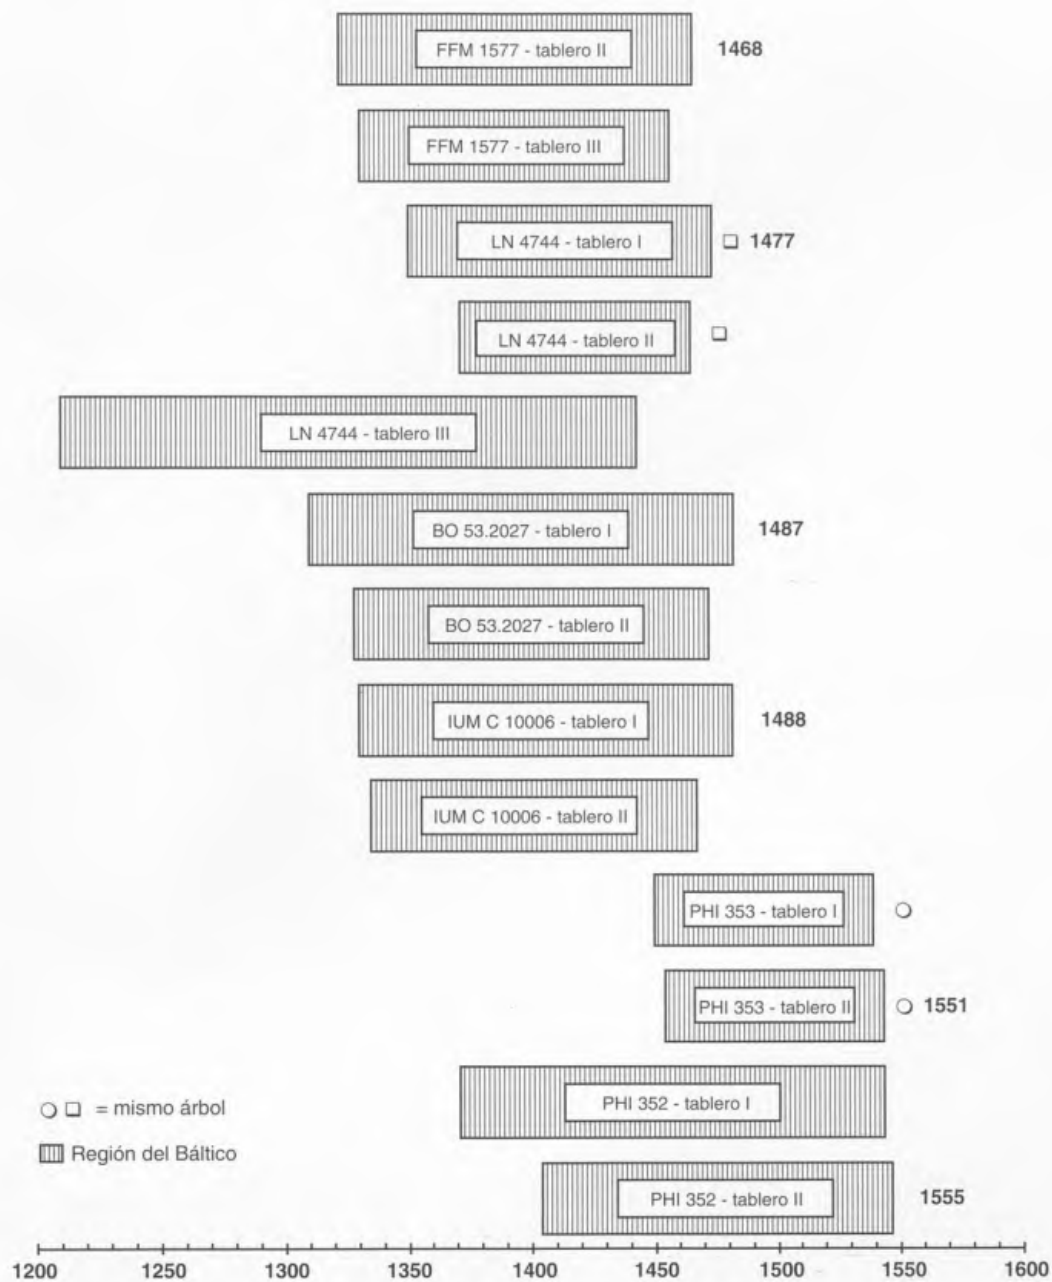 FFM 1577 - tablero II 1468
FFM 1577 - tablero III
LN 4744 - tablero I 1477
LN 4744 - tablero II
LN 4744 - tablero III
BO 53.2027 - tablero I 1487
BO 53.2027 - tablero II
IUM C 10006 - tablero I 1488
IUM C 10006 - tablero II
PHI 353 - tablero I
PHI 353 - tablero II 1551
PHI 352 - tablero I
= mismo árbol
Región del Báltico
PHI 352 - tablero II 1555
1200 1250 1300 1350 1400 1450 1500 1550 1600